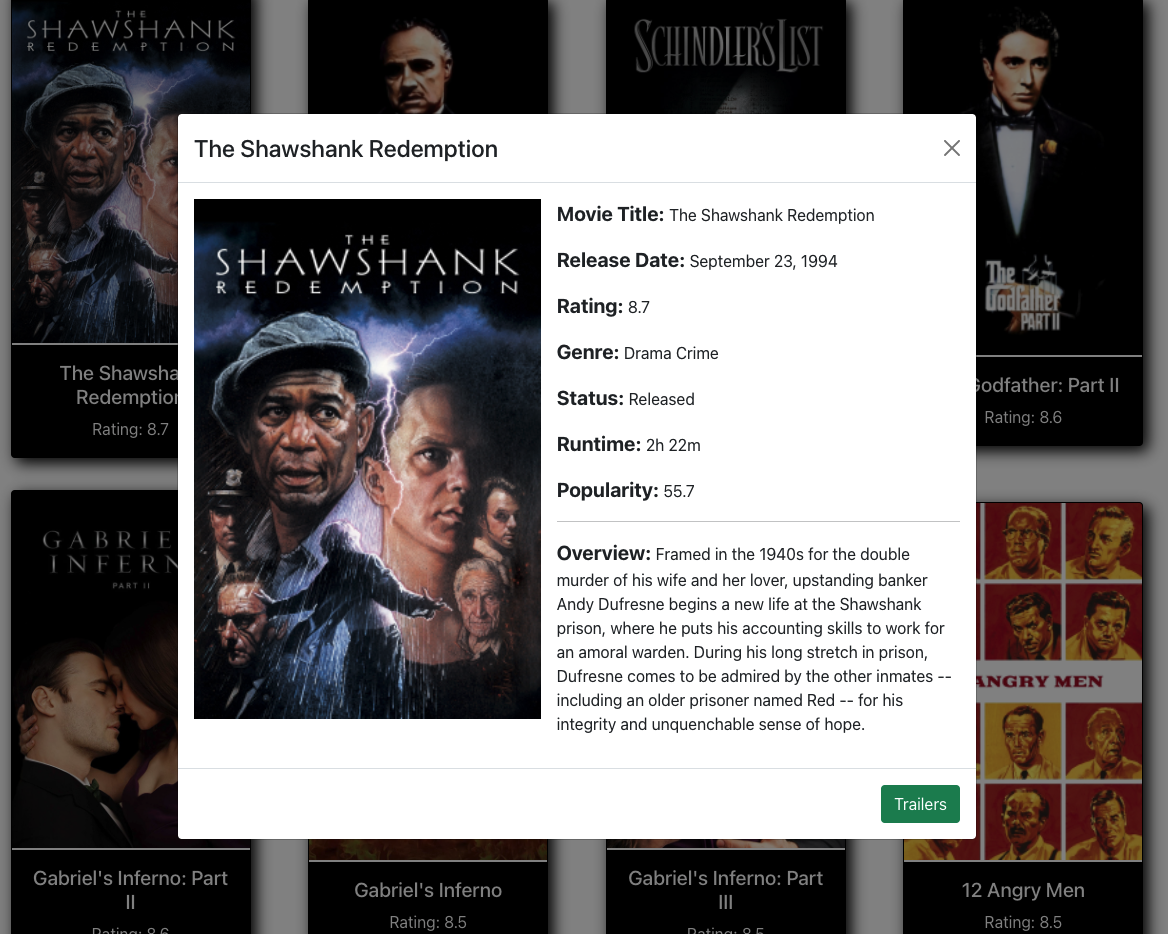 THE
SHAWSHANK
REDEMPTION
SCHINDLER'S LIST
The Shawshank Redemption
THE
SHAWSHANK
REDEMPTION
Movie Title: The Shawshank Redemption
Release Date: September 23, 1994
Rating: 8.7
Genre: Drama Crime
Status: Released
Runtime: 2h 22m
Popularity: 55.7
Overview: Framed in the 1940s for the double
murder of his wife and her lover, upstanding banker
Andy Dufresne begins a new life at the Shawshank
prison, where he puts his accounting skills to work for
an amoral warden. During his long stretch in prison,
Dufresne comes to be admired by the other inmates --
including an older prisoner named Red -- for his
integrity and unquenchable sense of hope.
Trailers
The
Godfather
PART II
The Shawsha
Redemption
Rating: 8.7
Godfather: Part II
Rating: 8.6
GABRIE
INFERN
PART II
ANGRY MEN
Gabriel's Inferno: Part
II
Rating: 8.6
Gabriel's Inferno
Rating: 8.5
Gabriel's Inferno: Part
III
Rating: 8.5
12 Angry Men
Rating: 8.5